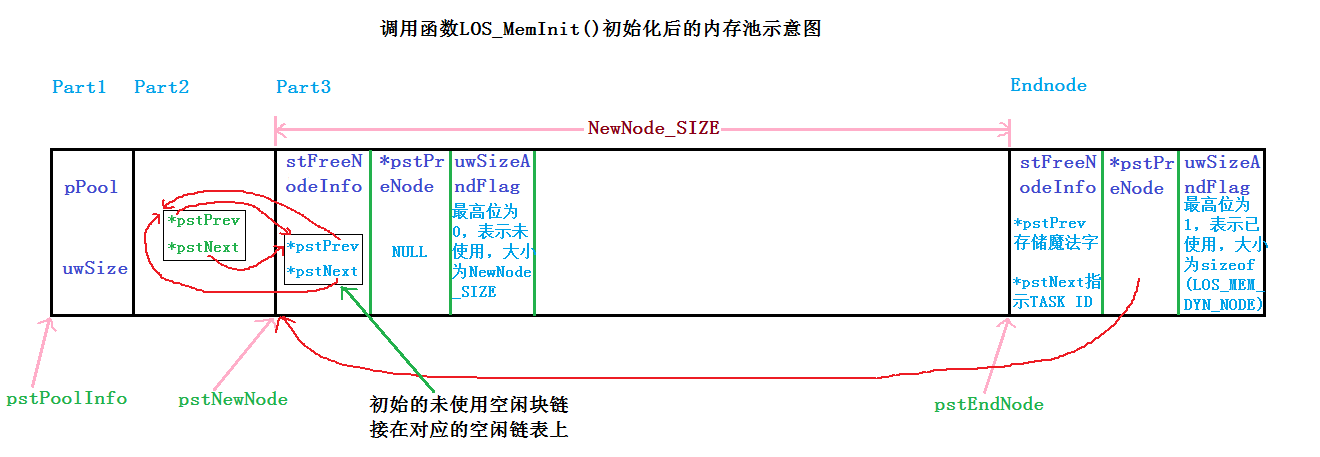 调用函数LOS_MemInit()初始化后的内存池示意图
Part1
Part2
Part3
Endnode
NewNode_SIZE
pPool
uwSize
*pstPrev
*pstNext
stFreeN
odeInfo
*pstPrev
*pstNext
*pstPr
eNode
NULL
uwSizeA
ndFlag
最高位为
0，表示未
使用，大小
为NewNode
_SIZE
stFreeN
odeInfo
*pstPrev
存储魔法字
*pstNext指
示TASK ID
*pstPr
eNode
uwSizeA
ndFlag
最高位为
1，表示已
使用，大小
为sizeof
(LOS_MEM_
DYN_NODE)
pstPoolInfo
pstNewNode
初始的未使用空闲块链
接在对应的空闲链表上
pstEndNode